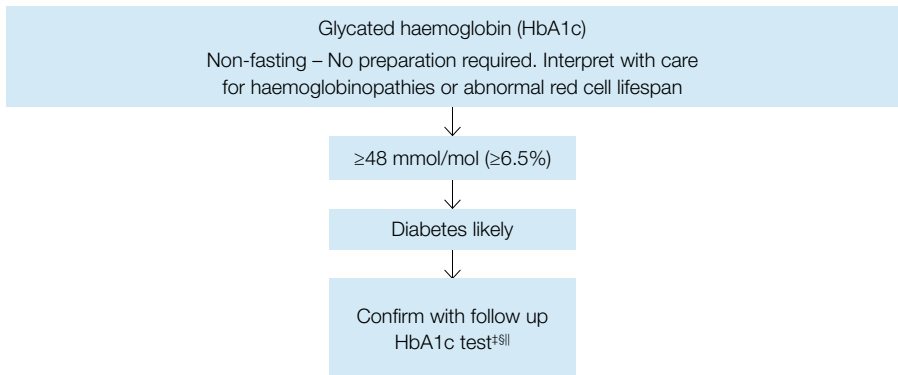 Glycated haemoglobin (HbA1c)
Non-fasting – No preparation required. Interpret with care
for haemoglobinopathies or abnormal red cell lifespan
≥48 mmol/mol (≥6.5%)
Diabetes likely
Confirm with follow up
HbA1c test‡§||